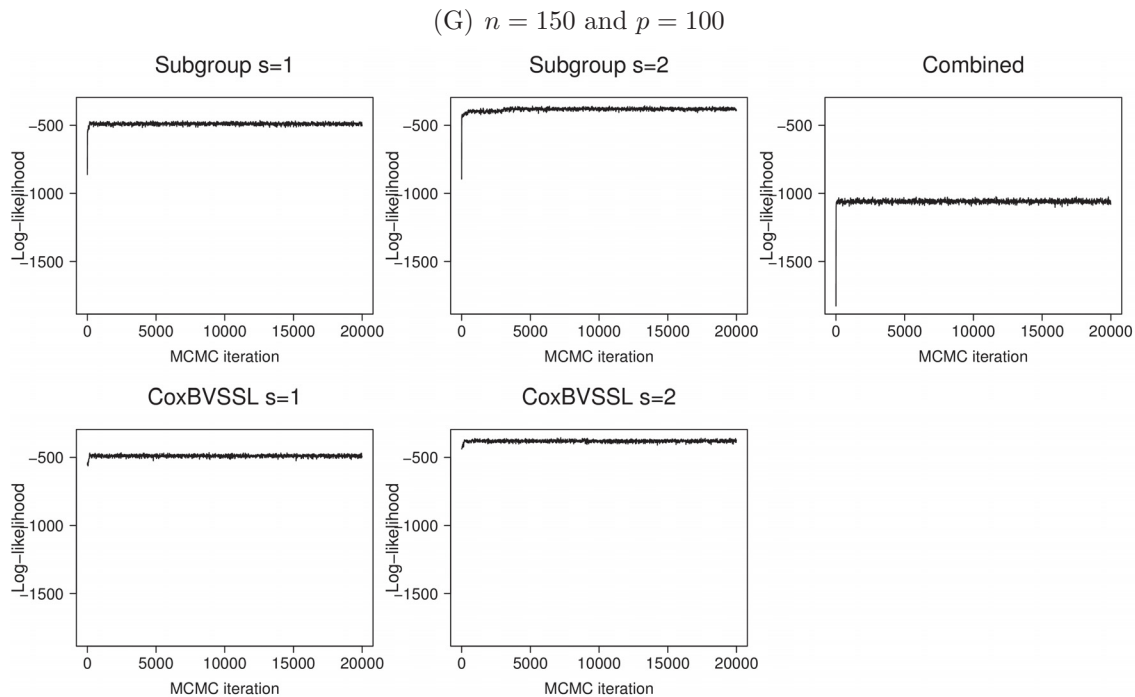 (G) n = 150 and p = 100
Subgroup s=1
Subgroup s=2
Combined
Log−likelihood
−500
−1000
−1500
0 5000 10000 15000 20000
MCMC iteration
Log−likelihood
−500
−1000
−1500
0 5000 10000 15000 20000
MCMC iteration
Log−likelihood
−500
−1000
−1500
0 5000 10000 15000 20000
MCMC iteration
CoxBVSSL s=1
CoxBVSSL s=2
Log−likelihood
−500
−1000
−1500
0 5000 10000 15000 20000
MCMC iteration
Log−likelihood
−500
−1000
−1500
0 5000 10000 15000 20000
MCMC iteration